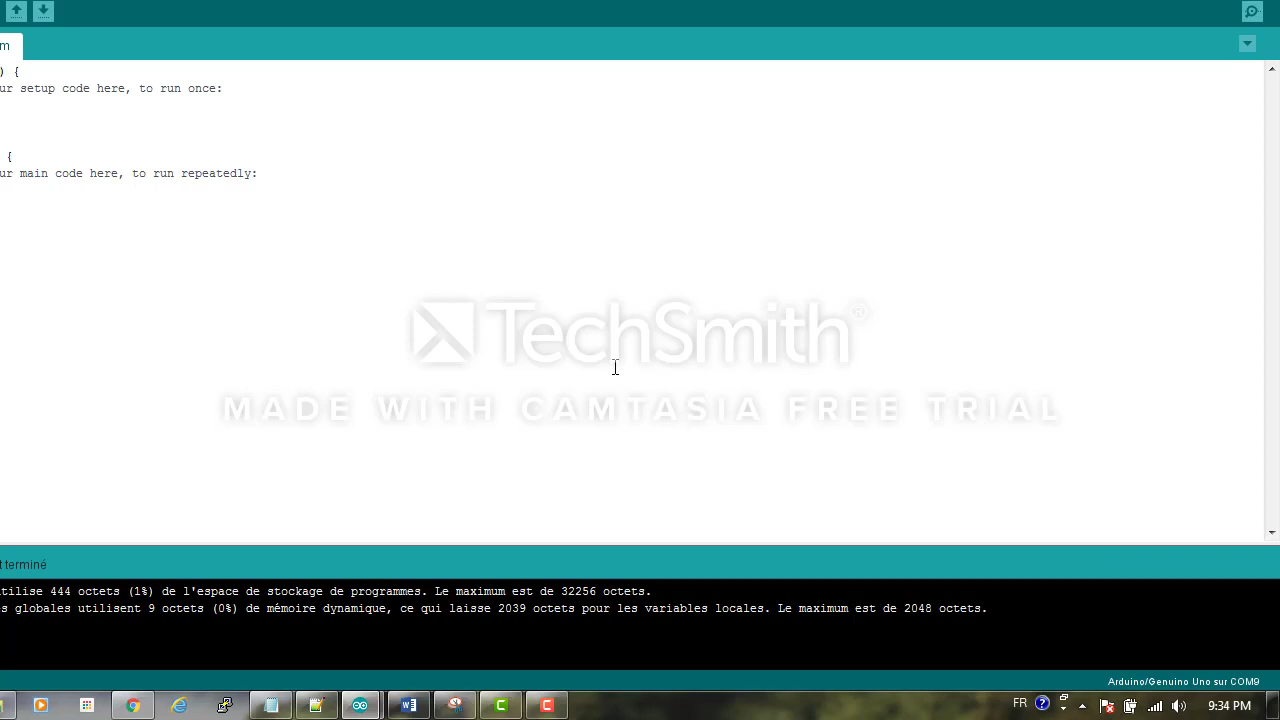 m
) {
ur setup code here, to run once:
{
ur main code here, to run repeatedly:
TechSmith®
MADE WITH CAMTASIA FREE TRIAL
t terminé
tilise 444 octets (1%) de l'espace de stockage de programmes. Le maximum est de 32256 octets.
s globales utilisent 9 octets (0%) de mémoire dynamique, ce qui laisse 2039 octets pour les variables locales. Le maximum est de 2048 octets.
Arduino/Genuino Uno sur COM9
FR
9:34 PM